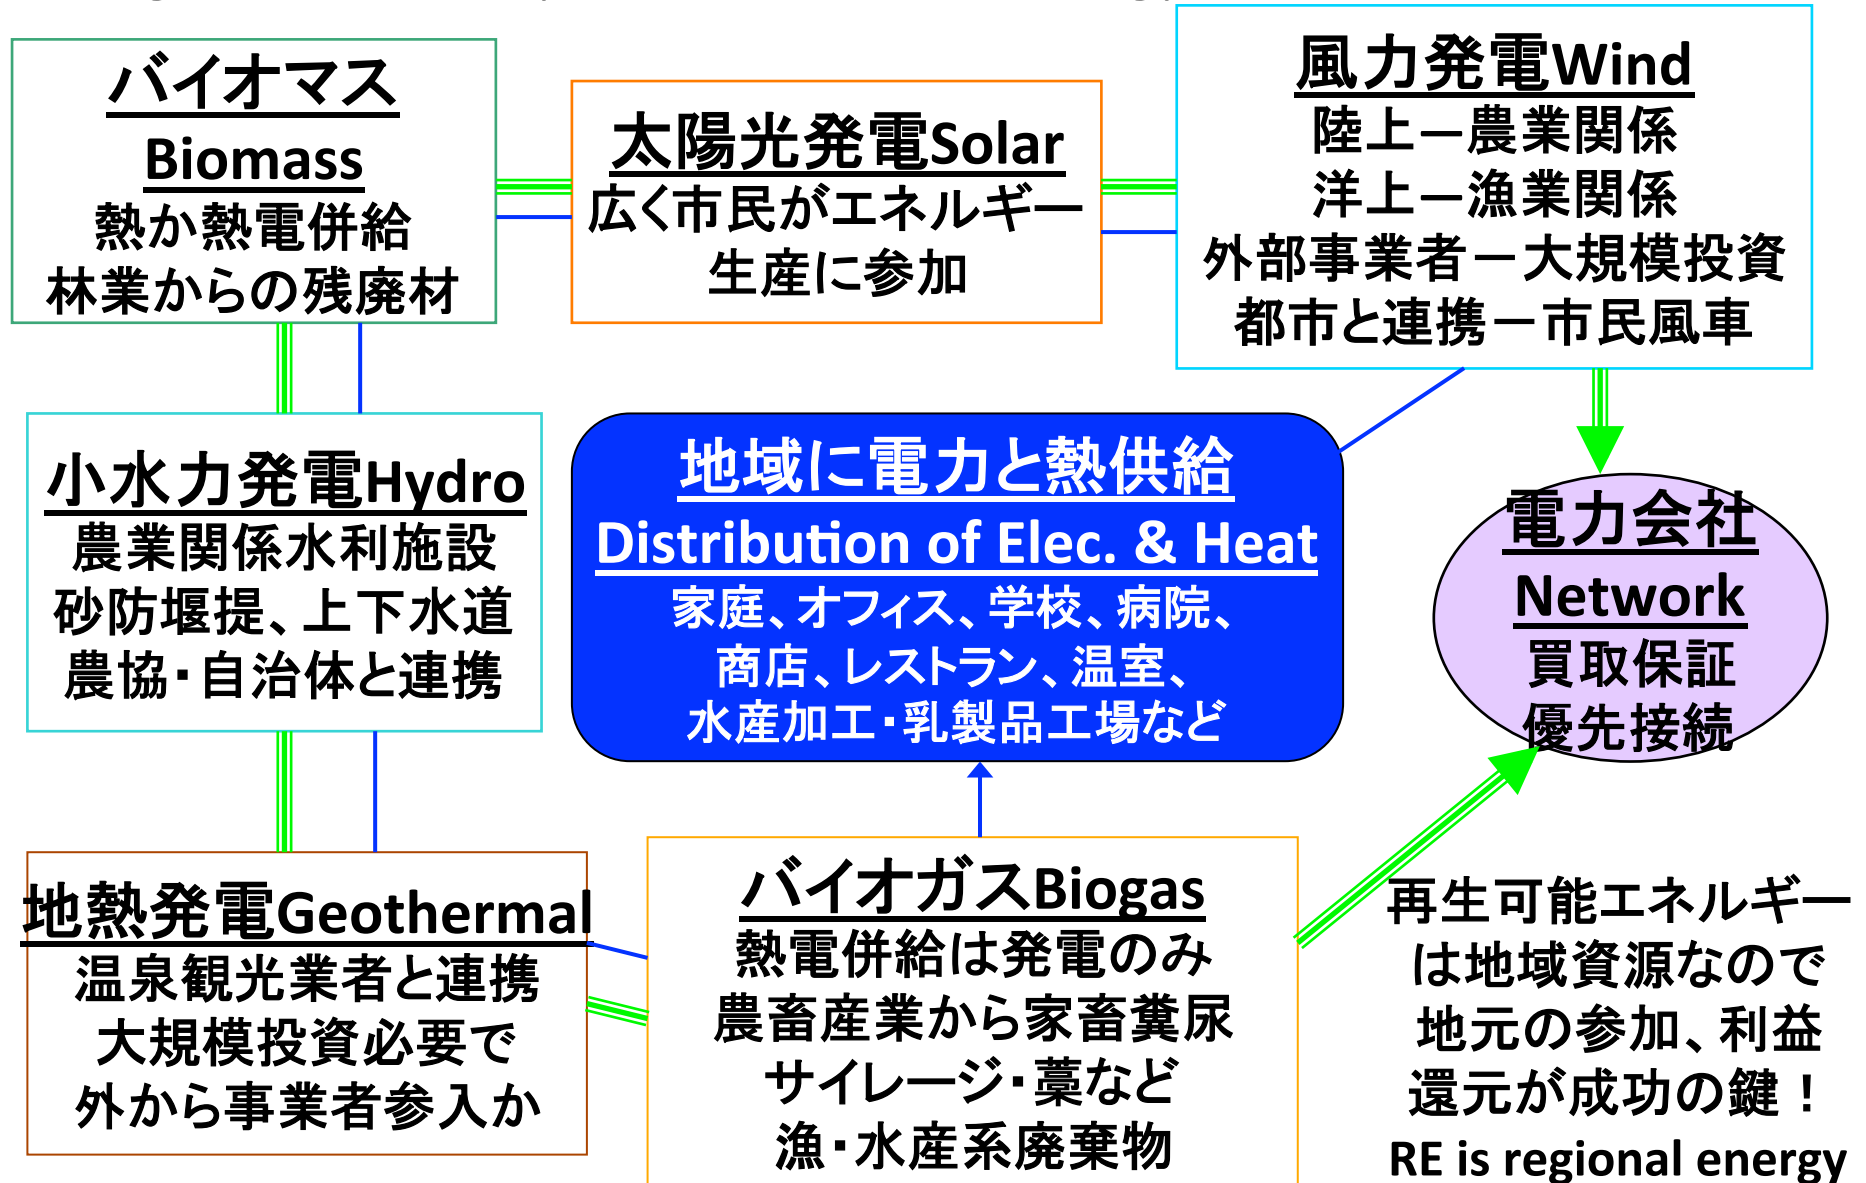 バイオマス
Biomass
熱か熱電併給
林業からの残廃材
太陽光発電Solar
広く市民がエネルギー
生産に参加
風力発電Wind
陸上ー農業関係
洋上ー漁業関係
外部事業者－大規模投資
都市と連携－市民風車
小水力発電Hydro
農業関係水利施設
砂防堰提、上下水道
農協・自治体と連携
地域に電力と熱供給
Distribution of Elec. & Heat
家庭、オフィス、学校、病院、
商店、レストラン、温室、
水産加工・乳製品工場など
電力会社
Network
買取保証
優先接続
地熱発電Geothermal
温泉観光業者と連携
大規模投資必要で
外から事業者参入か
バイオガスBiogas
熱電併給は発電のみ
農畜産業から家畜糞尿
サイレージ・藁など
漁・水産系廃棄物
再生可能エネルギー
は地域資源なので
地元の参加、利益
還元が成功の鍵！
RE is regional energy